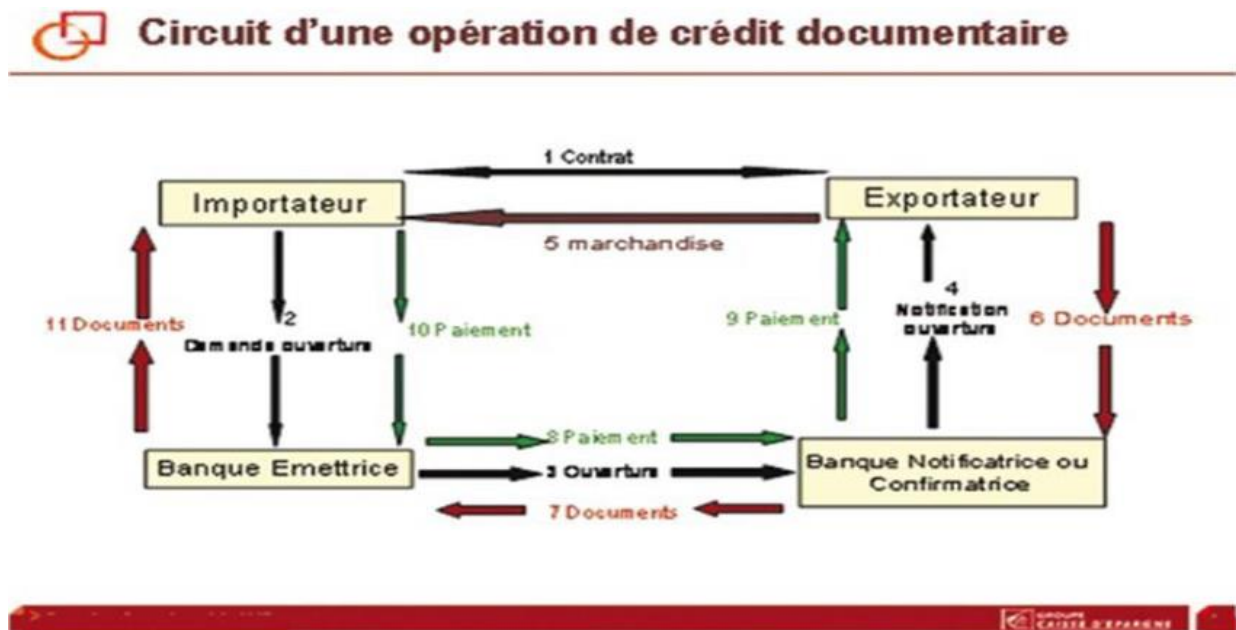 Circuit d'une opération de crédit documentaire
1 Contrat
Importateur
Exportateur
5 marchandise
2
Demande ouverture
10 Paiement
11 Documents
9 Paiement
4
Notification
ouverture
6 Documents
8 Paiement
3 Ouverture
7 Documents
Banque Emettrice
Banque Notificatrice ou
Confirmatrice
GROUPE
CAISSE D'EPARGNE